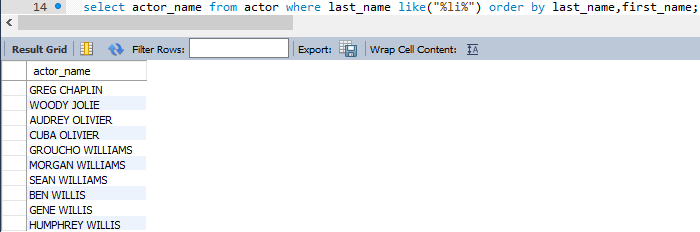 14 select actor_name from actor where last_name like("%li%") order by last_name,first_name;
Result Grid Filter Rows: Export: Wrap Cell Content: IA
actor_name
GREG CHAPLIN
WOODY JOLIE
AUDREY OLIVIER
CUBA OLIVIER
GROUCHO WILLIAMS
MORGAN WILLIAMS
SEAN WILLIAMS
BEN WILLIS
GENE WILLIS
HUMPHREY WILLIS